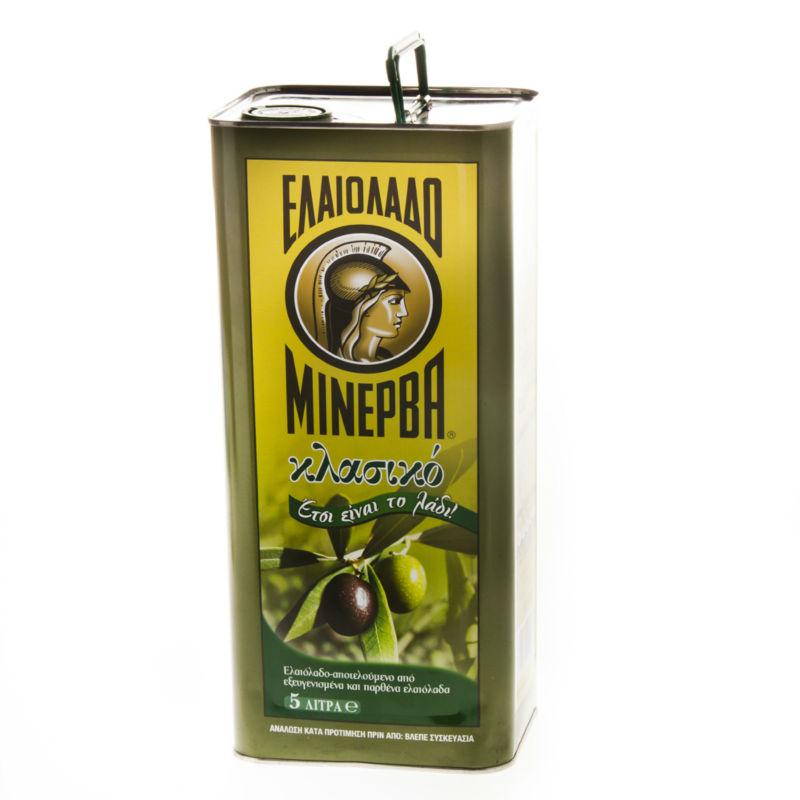 ΕΛΑΙΟΛΑΔΟ
ΜΙΝΕΡΒΑ ®
κλασικό
Έτσι είναι το λάδι!
Ελαιόλαδο-αποτελούμενο από
εξευγενισμένα και παρθένα ελαιόλαδα
5 ΛΙΤΡΑ ℮
ΑΝΑΛΩΣΗ ΚΑΤΑ ΠΡΟΤΙΜΗΣΗ ΠΡΙΝ ΑΠΟ: ΒΛΕΠΕ ΣΥΣΚΕΥΑΣΙΑ